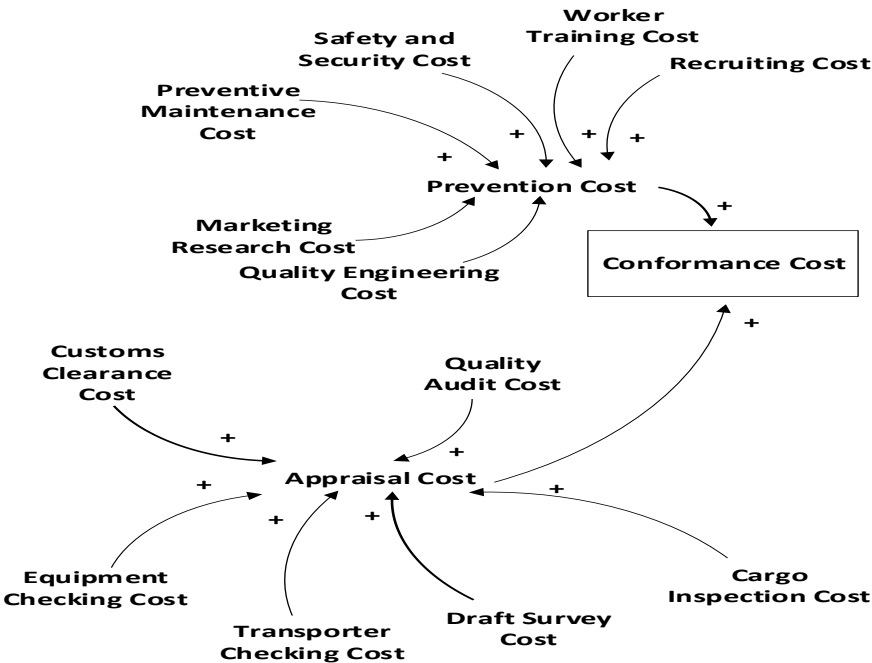 Worker
Training Cost
Safety and
Security Cost
Recruiting Cost
Preventive
Maintenance
Cost
+
+
+
+
Prevention Cost
+
Marketing
Research Cost
Quality Engineering
Cost
Conformance Cost
+
Customs
Clearance
Cost
Quality
Audit Cost
+
+
Appraisal Cost
+
+
+
+
Equipment
Checking Cost
Cargo
Inspection Cost
Draft Survey
Cost
Transporter
Checking Cost